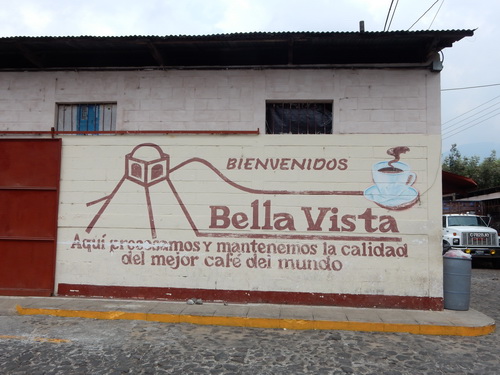 BIENVENIDOS
Bella Vista
Aquí procesamos y mantenemos la calidad
del mejor café del mundo